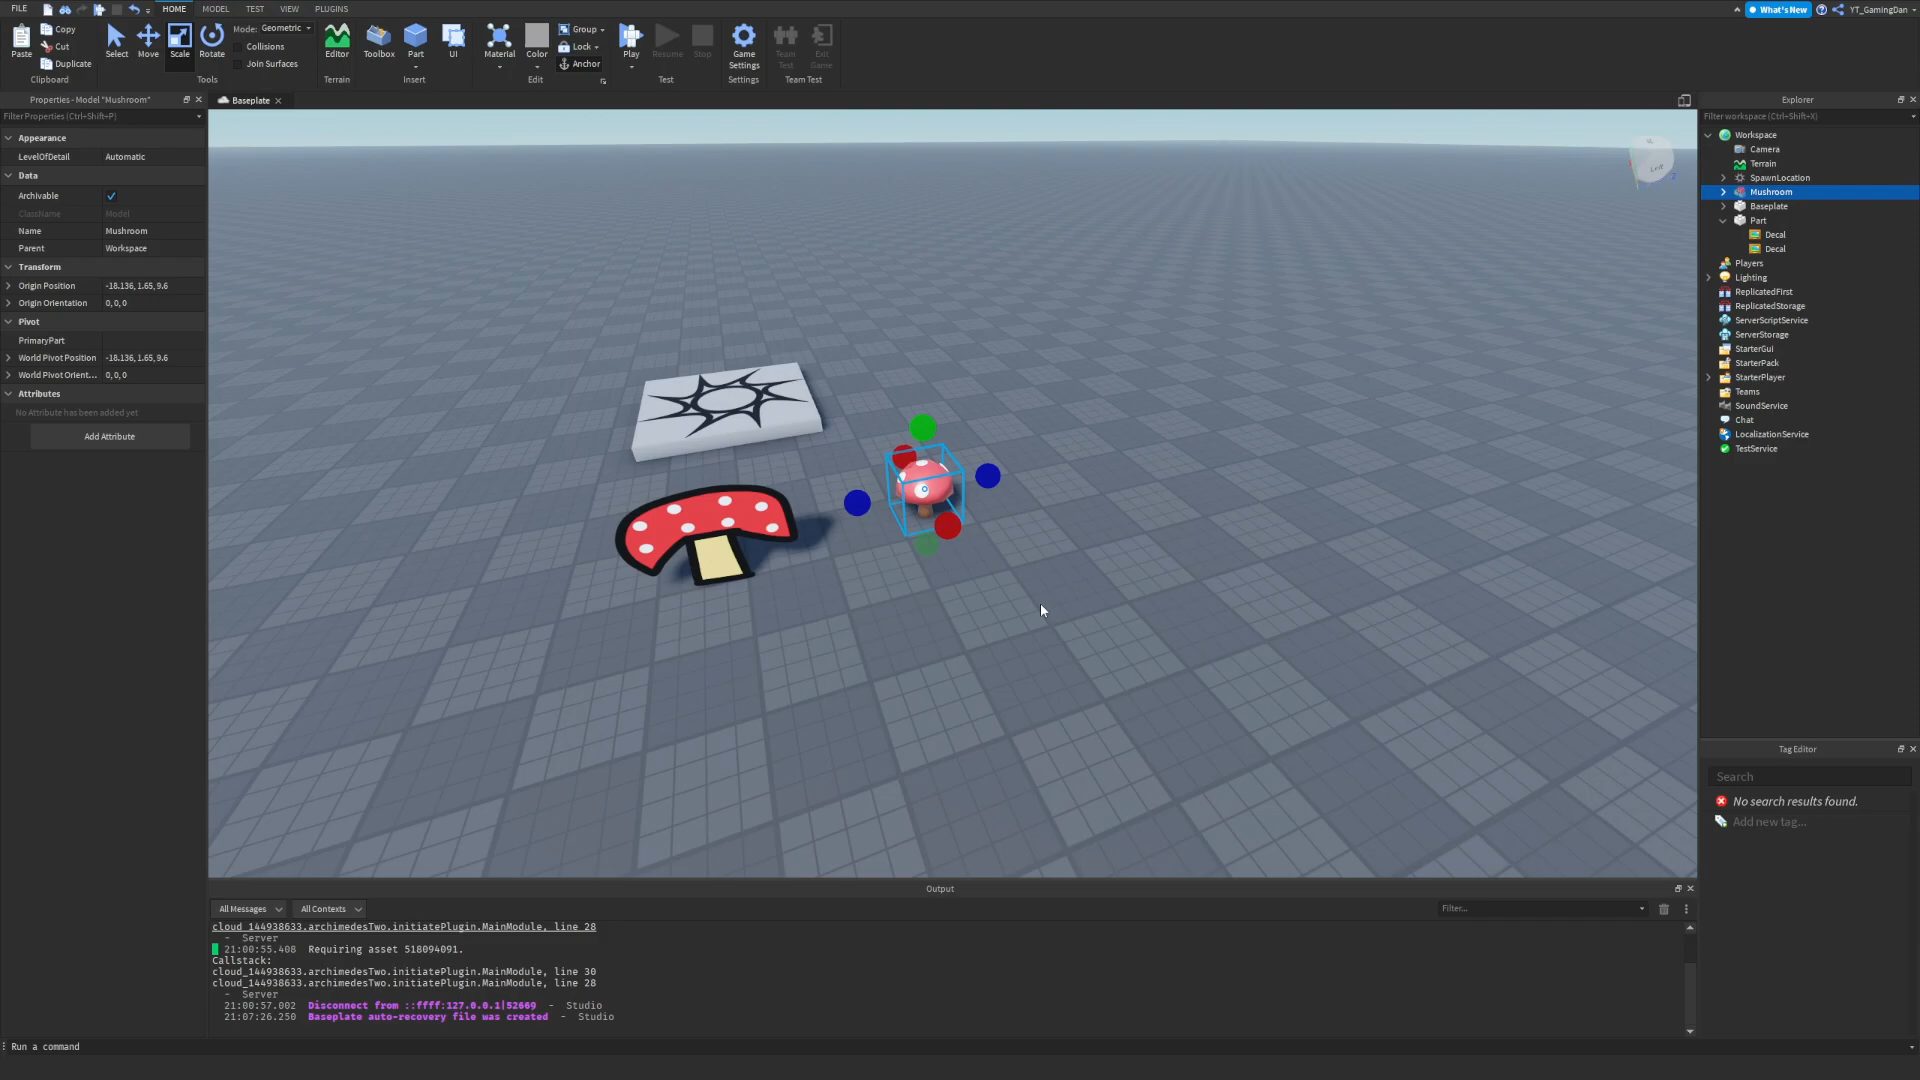 FILE
HOME
MODEL
TEST
VIEW
PLUGINS
What's New
YT_GamingDan
Paste
Copy
Cut
Duplicate
Clipboard
Select
Move
Scale
Rotate
Mode: Geometric
Collisions
Join Surfaces
Tools
Editor
Terrain
Toolbox
Part
UI
Insert
Material
Color
Group
Lock
Anchor
Edit
Play
Resume
Stop
Test
Game Settings
Settings
Team Test
Exit Game
Team Test
Properties - Model "Mushroom"
Filter Properties (Ctrl+Shift+P)
Appearance
LevelOfDetail Automatic
Data
Archivable
ClassName Model
Name Mushroom
Parent Workspace
Transform
Origin Position -18.136, 1.65, 9.6
Origin Orientation 0, 0, 0
Pivot
PrimaryPart
World Pivot Position -18.136, 1.65, 9.6
World Pivot Orient... 0, 0, 0
Attributes
No Attribute has been added yet
Add Attribute
Baseplate
Left
Z
Explorer
Filter workspace (Ctrl+Shift+X)
Workspace
Camera
Terrain
SpawnLocation
Mushroom
Baseplate
Part
Decal
Decal
Players
Lighting
ReplicatedFirst
ReplicatedStorage
ServerScriptService
ServerStorage
StarterGui
StarterPack
StarterPlayer
Teams
SoundService
Chat
LocalizationService
TestService
Tag Editor
Search
No search results found.
Add new tag...
Output
All Messages
All Contexts
Filter...
cloud_144938633.archimedesTwo.initiatePlugin.MainModule, line 28
- Server
21:00:55.408 Requiring asset 518094091.
Callstack:
cloud_144938633.archimedesTwo.initiatePlugin.MainModule, line 30
cloud_144938633.archimedesTwo.initiatePlugin.MainModule, line 28
- Server
21:00:57.002 Disconnect from ::ffff:127.0.0.1|52669 - Studio
21:07:26.250 Baseplate auto-recovery file was created - Studio
Run a command